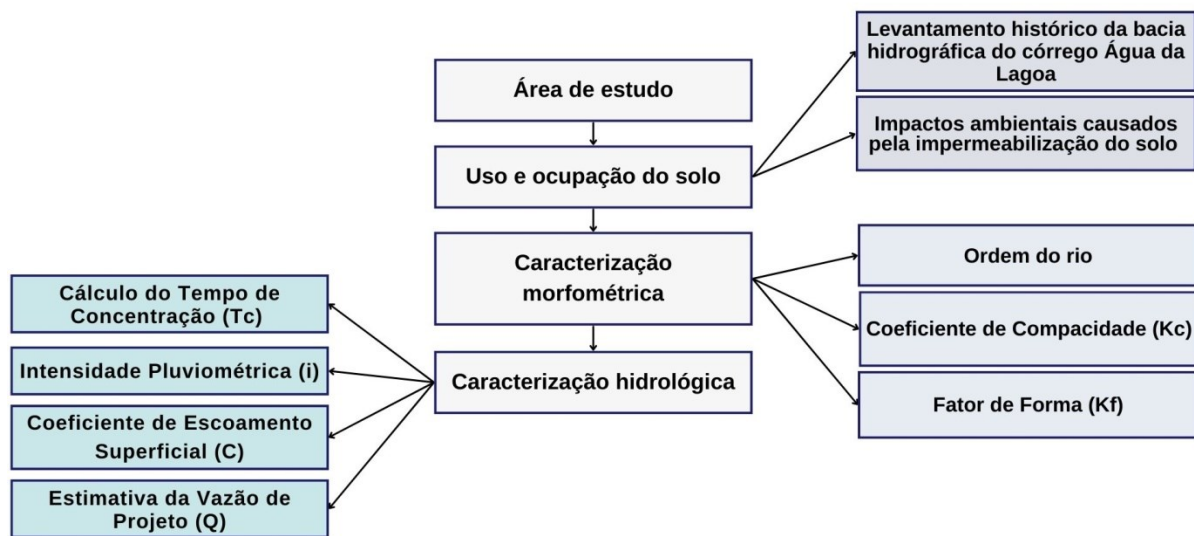 Área de estudo
Uso e ocupação do solo
Levantamento histórico da bacia
hidrográfica do córrego Água da
Lagoa
Impactos ambientais causados
pela impermeabilização do solo
Caracterização
morfométrica
Ordem do rio
Coeficiente de Compacidade (Kc)
Fator de Forma (Kf)
Caracterização hidrológica
Cálculo do Tempo de
Concentração (Tc)
Intensidade Pluviométrica (i)
Coeficiente de Escoamento
Superficial (C)
Estimativa da Vazão de
Projeto (Q)